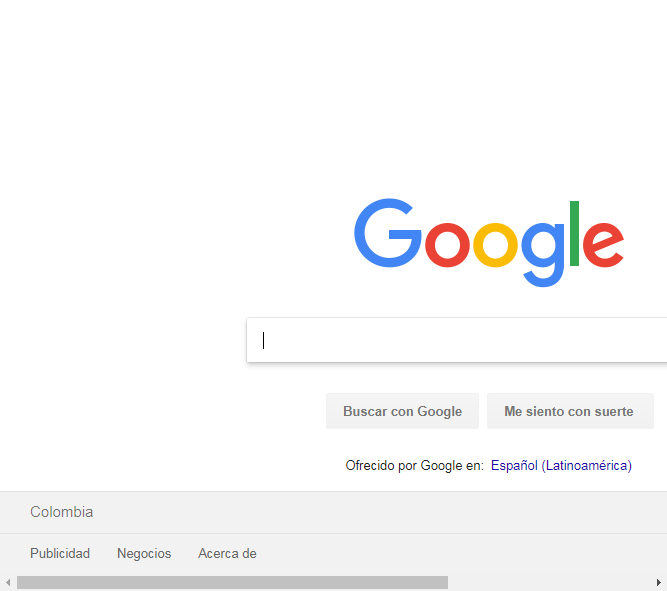 Google
Buscar con Google Me siento con suerte
Ofrecido por Google en: Español (Latinoamérica)
Colombia
Publicidad Negocios Acerca de